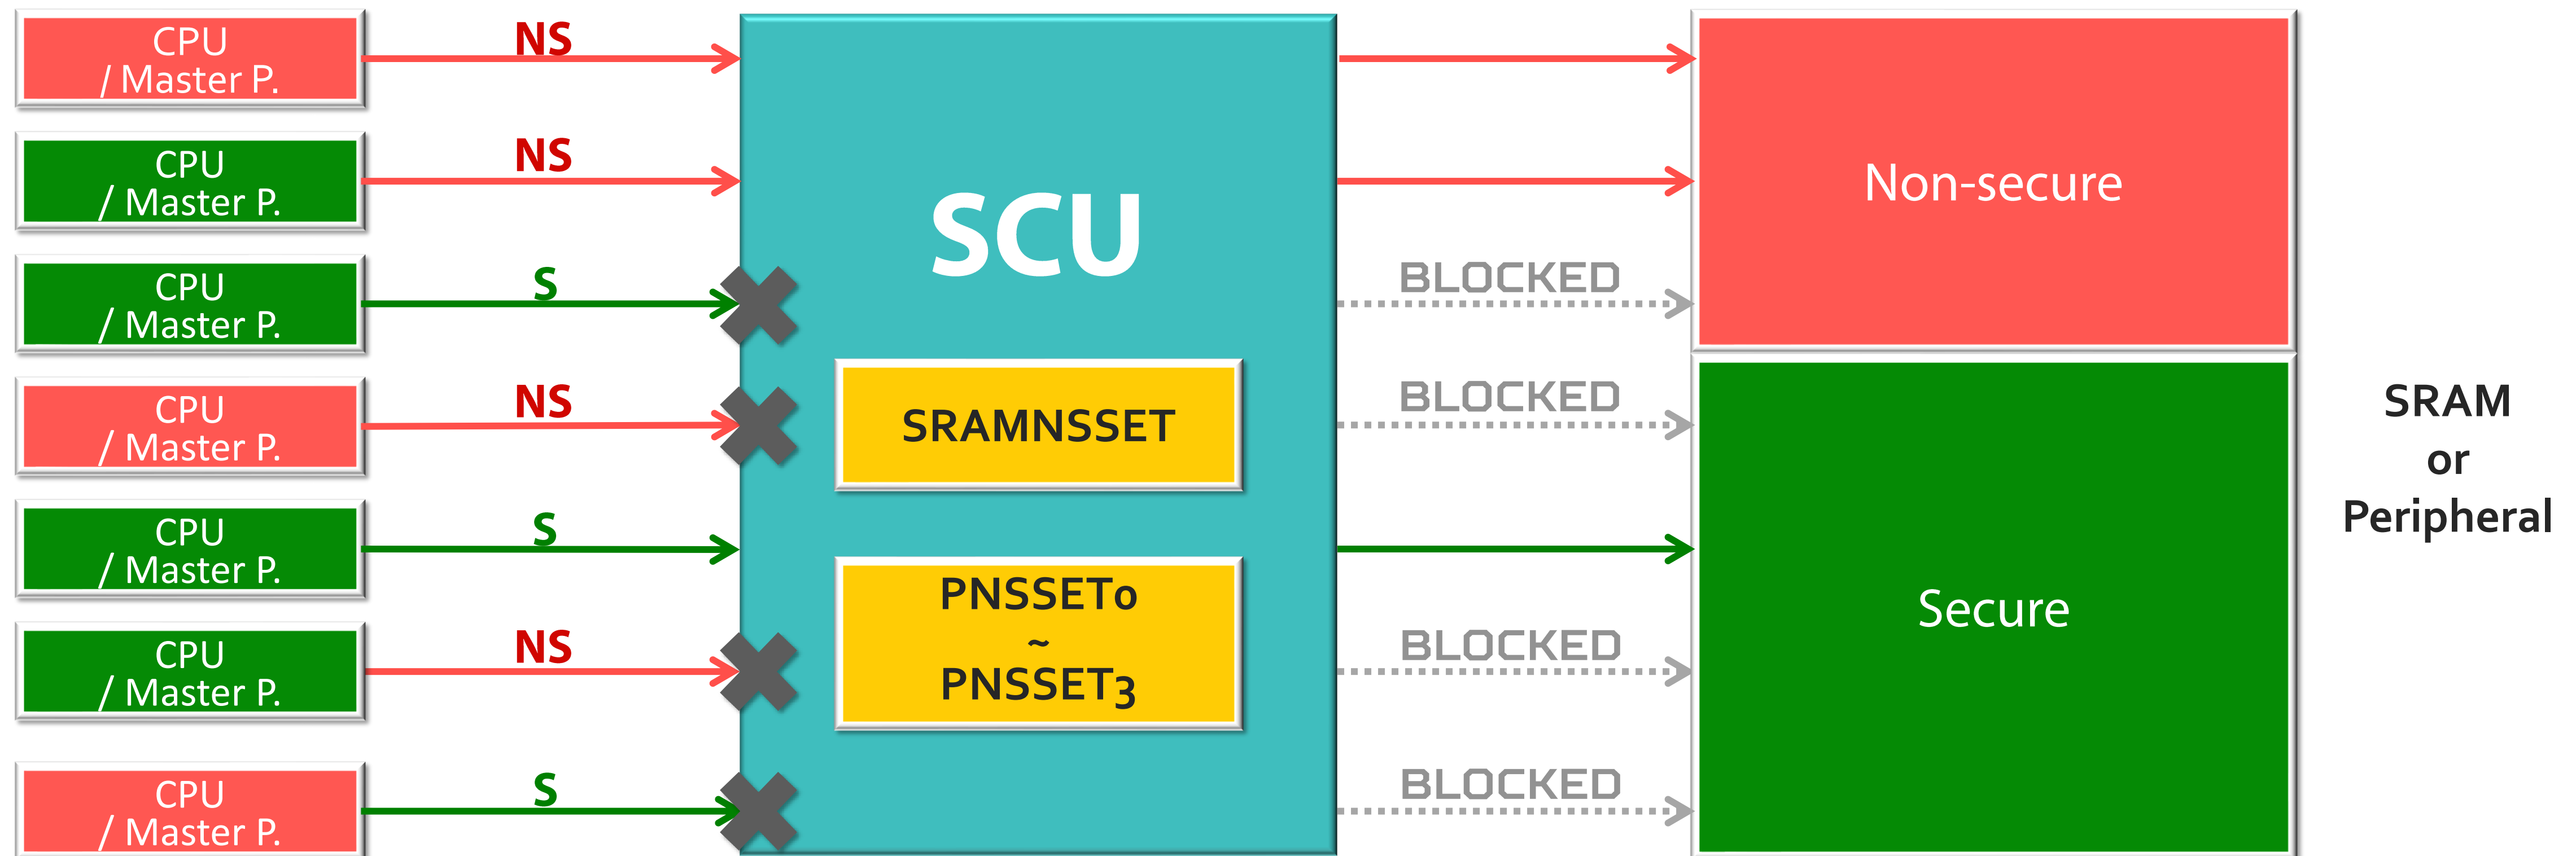 CPU
/ Master P.
NS
CPU
/ Master P.
NS
CPU
/ Master P.
S
CPU
/ Master P.
NS
CPU
/ Master P.
S
CPU
/ Master P.
NS
CPU
/ Master P.
S
SCU
SRAMNSSET
PNSSET0
~
PNSSET3
BLOCKED
BLOCKED
BLOCKED
BLOCKED
Non-secure
Secure
SRAM
or
Peripheral